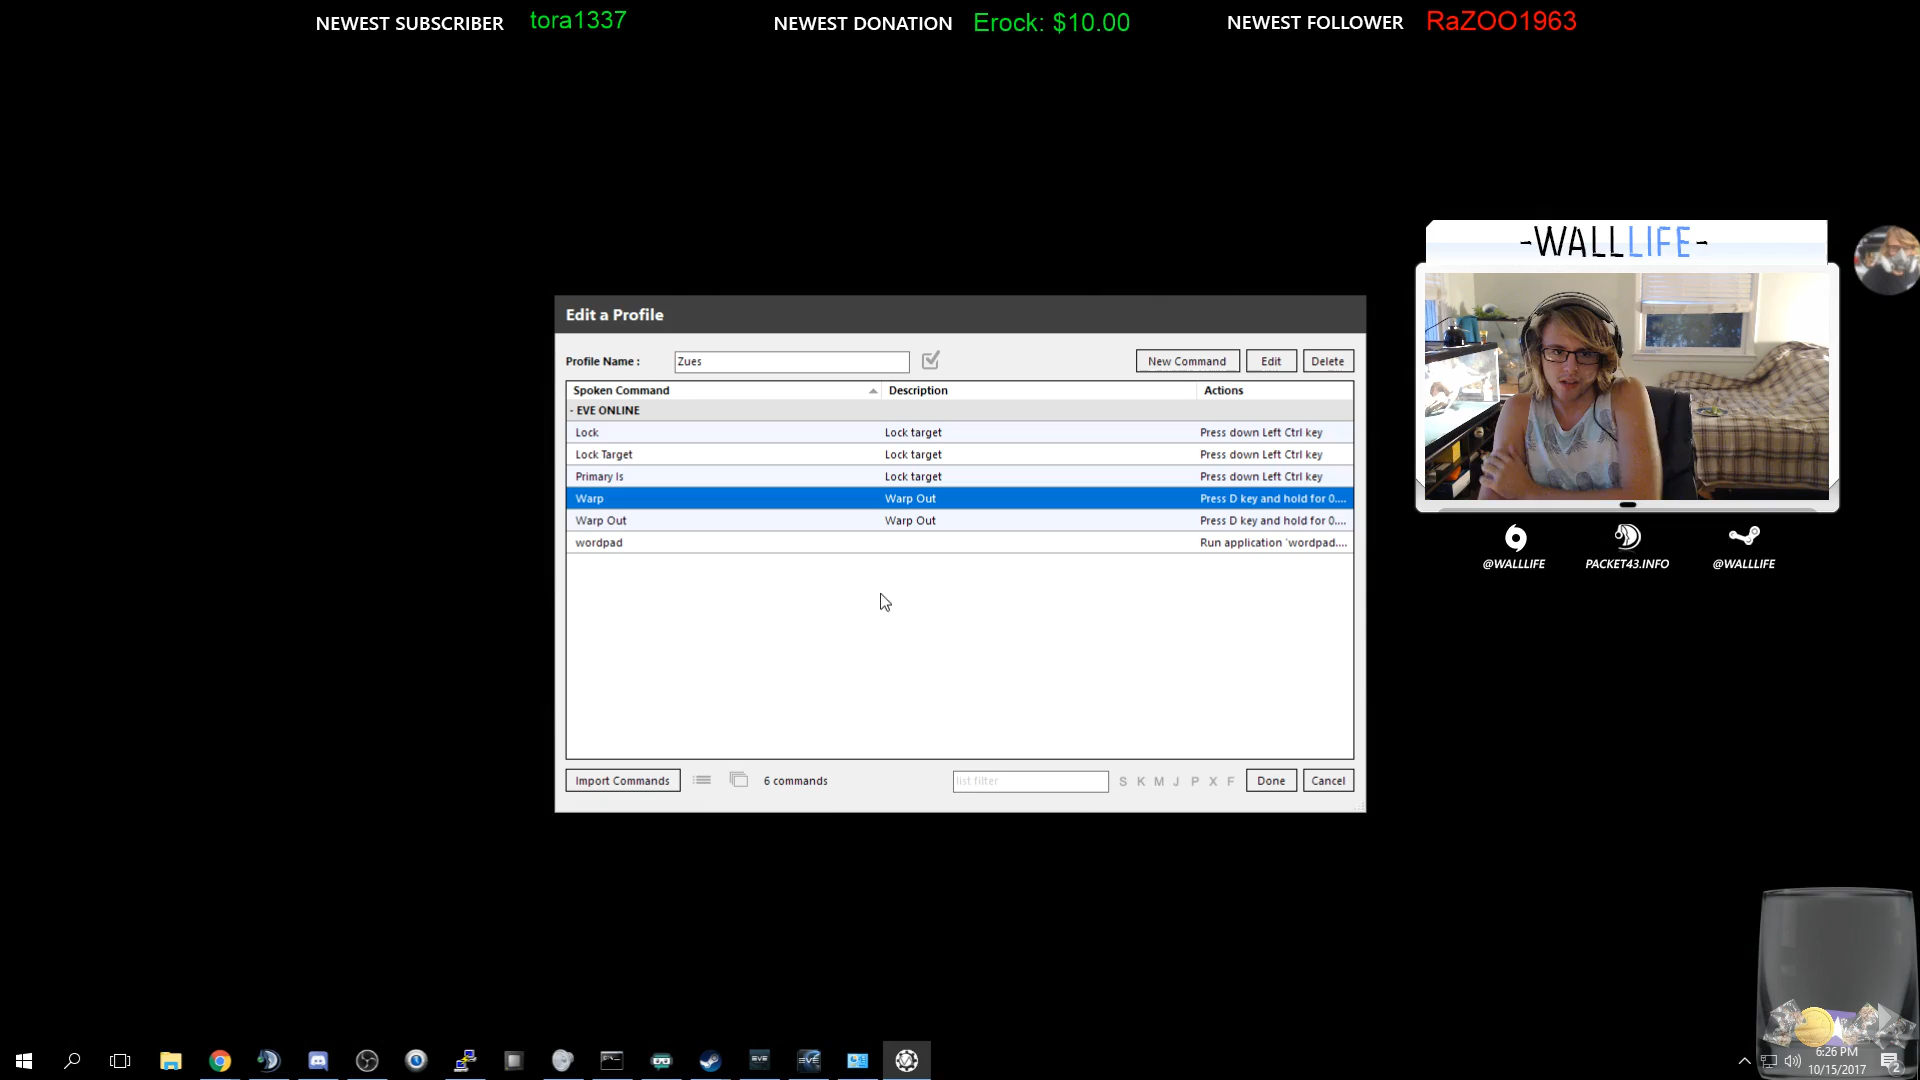 NEWEST SUBSCRIBER tora1337 NEWEST DONATION Erock: $10.00 NEWEST FOLLOWER RaZOO1963
-WALLLIFE-
Edit a Profile
Profile Name : Zues New Command Edit Delete
Spoken Command Description Actions
- EVE ONLINE
Lock Lock target Press down Left Ctrl key
Lock Target Lock target Press down Left Ctrl key
Primary Is Lock target Press down Left Ctrl key
Warp Warp Out Press D key and hold for 0....
Warp Out Warp Out Press D key and hold for 0....
wordpad Run application 'wordpad....
@WALLLIFE PACKET43.INFO @WALLLIFE
Import Commands 6 commands list filter S K M J P X F Done Cancel
EVE EVE
6:26 PM
10/15/2017
2